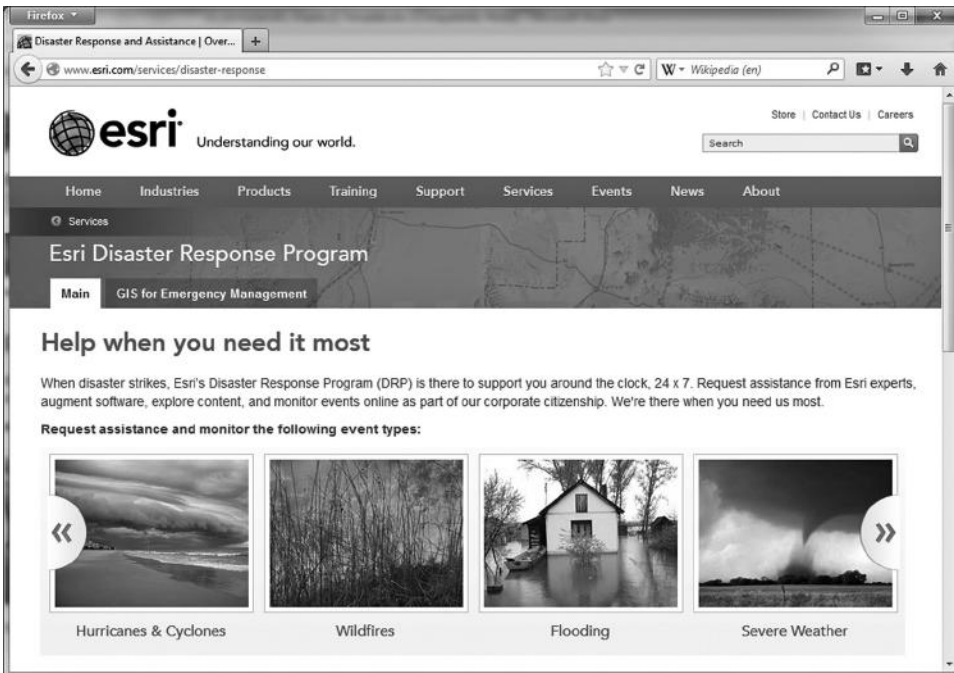 Firefox
Disaster Response and Assistance | Over...
www.esri.com/services/disaster-response
W Wikipedia (en)
Store | Contact Us | Careers
esri Understanding our world.
Search
Home Industries Products Training Support Services Events News About
Services
Esri Disaster Response Program
Main GIS for Emergency Management
Help when you need it most
When disaster strikes, Esri's Disaster Response Program (DRP) is there to support you around the clock, 24 x 7. Request assistance from Esri experts,
augment software, explore content, and monitor events online as part of our corporate citizenship. We're there when you need us most.
Request assistance and monitor the following event types:
Hurricanes & Cyclones Wildfires Flooding Severe Weather